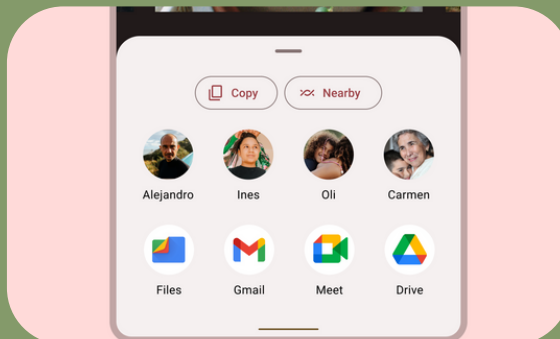 Copy
Nearby
Alejandro
Ines
Oli
Carmen
Files
Gmail
Meet
Drive